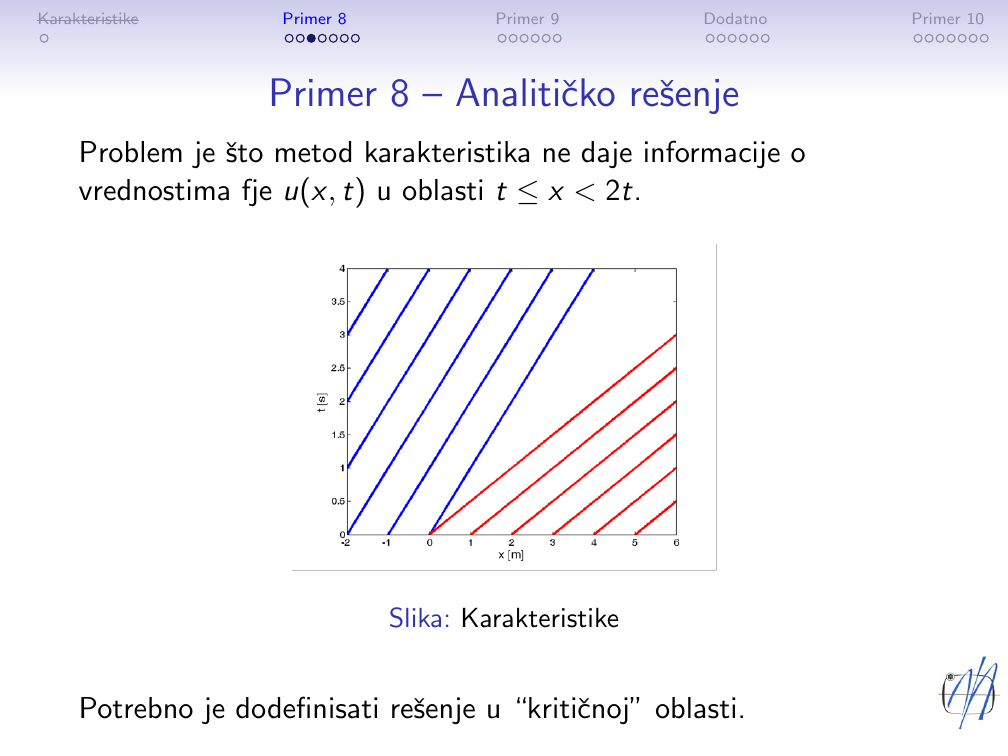 Karakteristike Primer 8 Primer 9 Dodatno Primer 10
Primer 8 – Analitičko rešenje
Problem je što metod karakteristika ne daje informacije o
vrednostima fje u(x, t) u oblasti t ≤ x < 2t.
4
3.5
3
2.5
2
1.5
1
0.5
0
t [s]
-2 -1 0 1 2 3 4 5 6
x [m]
Slika: Karakteristike
Potrebno je dodefinisati rešenje u “kritičnoj” oblasti.